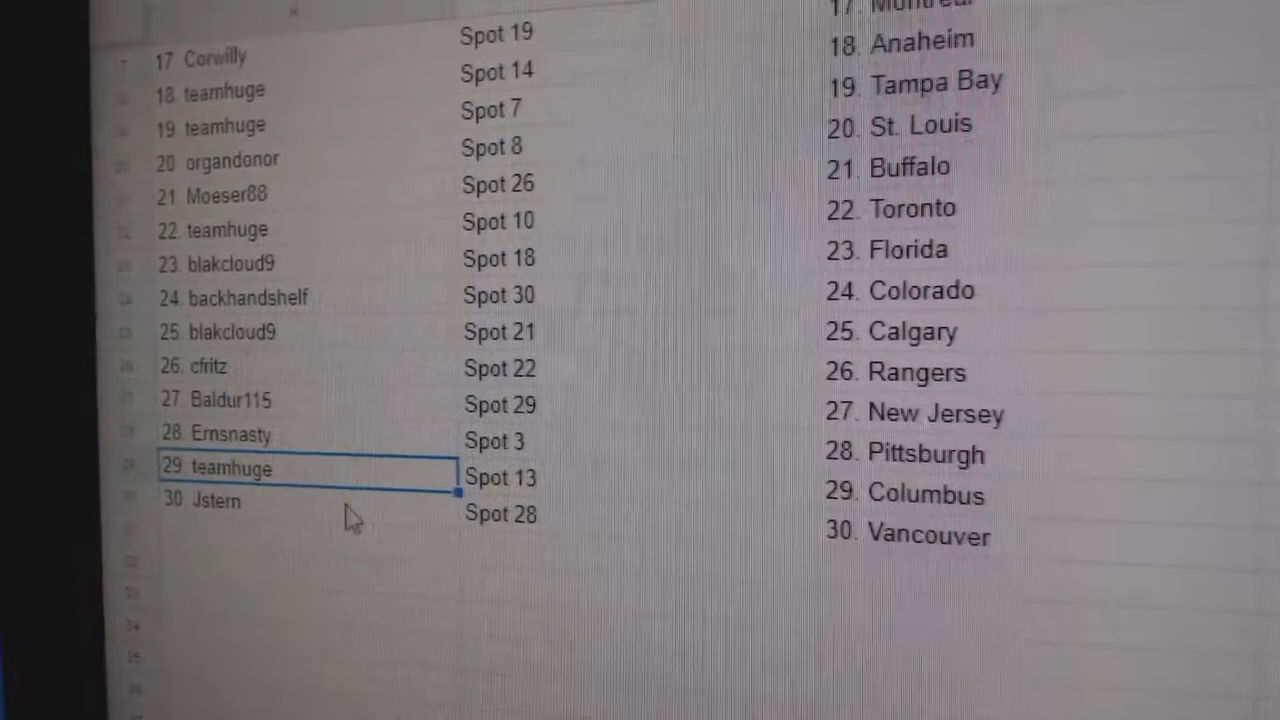 17 Corwilly Spot 19 17. Montreal
18 teamhuge Spot 14 18. Anaheim
19 teamhuge Spot 7 19. Tampa Bay
20 organdonor Spot 8 20. St. Louis
21 Moeser88 Spot 26 21. Buffalo
22. teamhuge Spot 10 22. Toronto
23. blakcloud9 Spot 18 23. Florida
24. backhandshelf Spot 30 24. Colorado
25. blakcloud9 Spot 21 25. Calgary
26. cfritz Spot 22 26. Rangers
27. Baldur115 Spot 29 27. New Jersey
28. Ernsnasty Spot 3 28. Pittsburgh
29. teamhuge Spot 13 29. Columbus
30 Jstern Spot 28 30. Vancouver